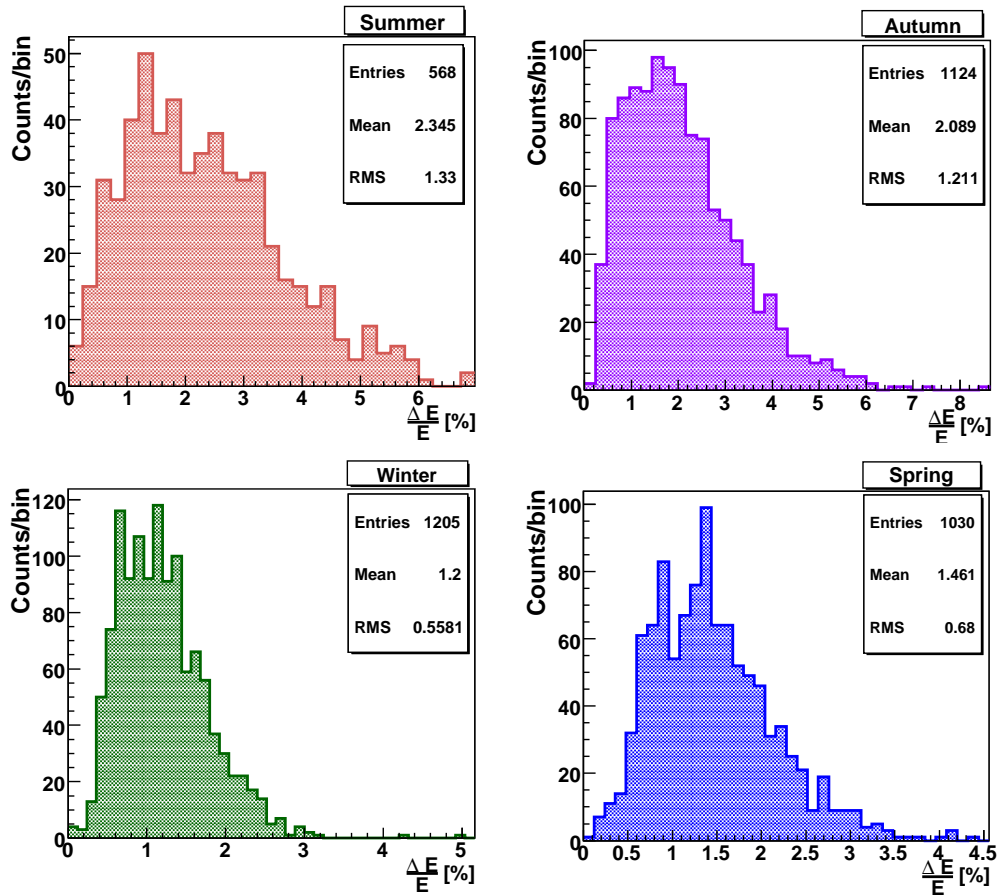 Summer
Counts/bin
Entries 568
Mean 2.345
RMS 1.33
50
40
30
20
10
0
0 1 2 3 4 5 6
Δ E
E
[%]
Autumn
Counts/bin
Entries 1124
Mean 2.089
RMS 1.211
100
80
60
40
20
0
0 1 2 3 4 5 6 7 8
Δ E
E
[%]
Winter
Counts/bin
Entries 1205
Mean 1.2
RMS 0.5581
120
100
80
60
40
20
0
0 1 2 3 4 5
Δ E
E
[%]
Spring
Counts/bin
Entries 1030
Mean 1.461
RMS 0.68
100
80
60
40
20
0
0 0.5 1 1.5 2 2.5 3 3.5 4 4.5
Δ E
E
[%]